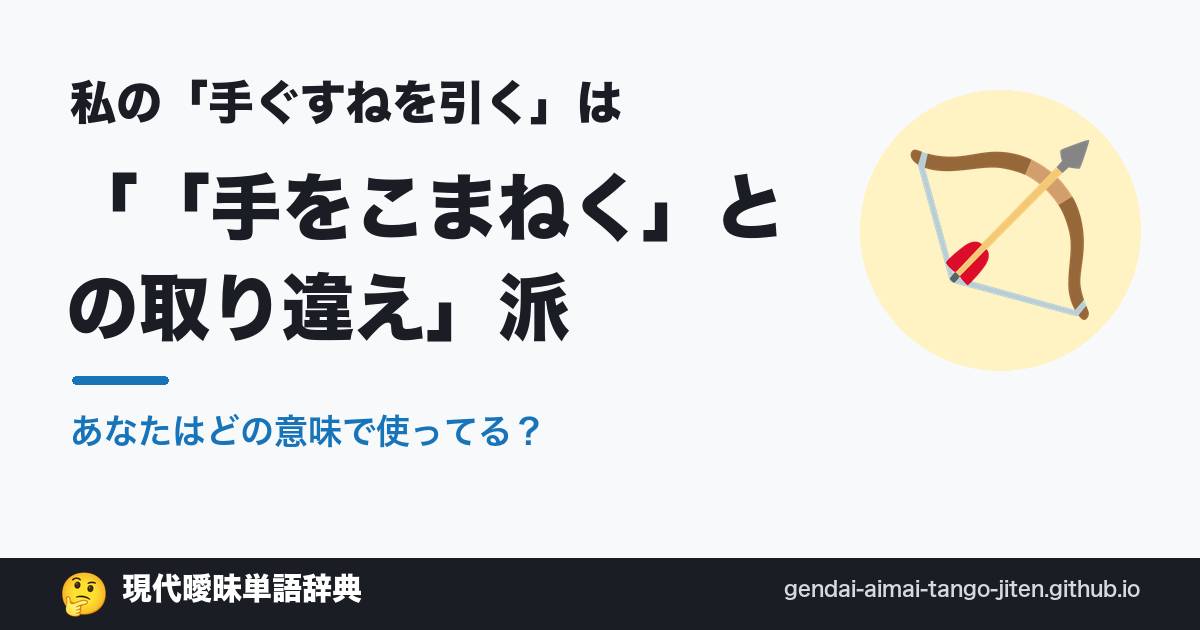 私の「手ぐすねを引く」は
「「手をこまねく」と
の取り違え」派
あなたはどの意味で使ってる？
現代曖昧単語辞典
gendai-aimai-tango-jiten.github.io